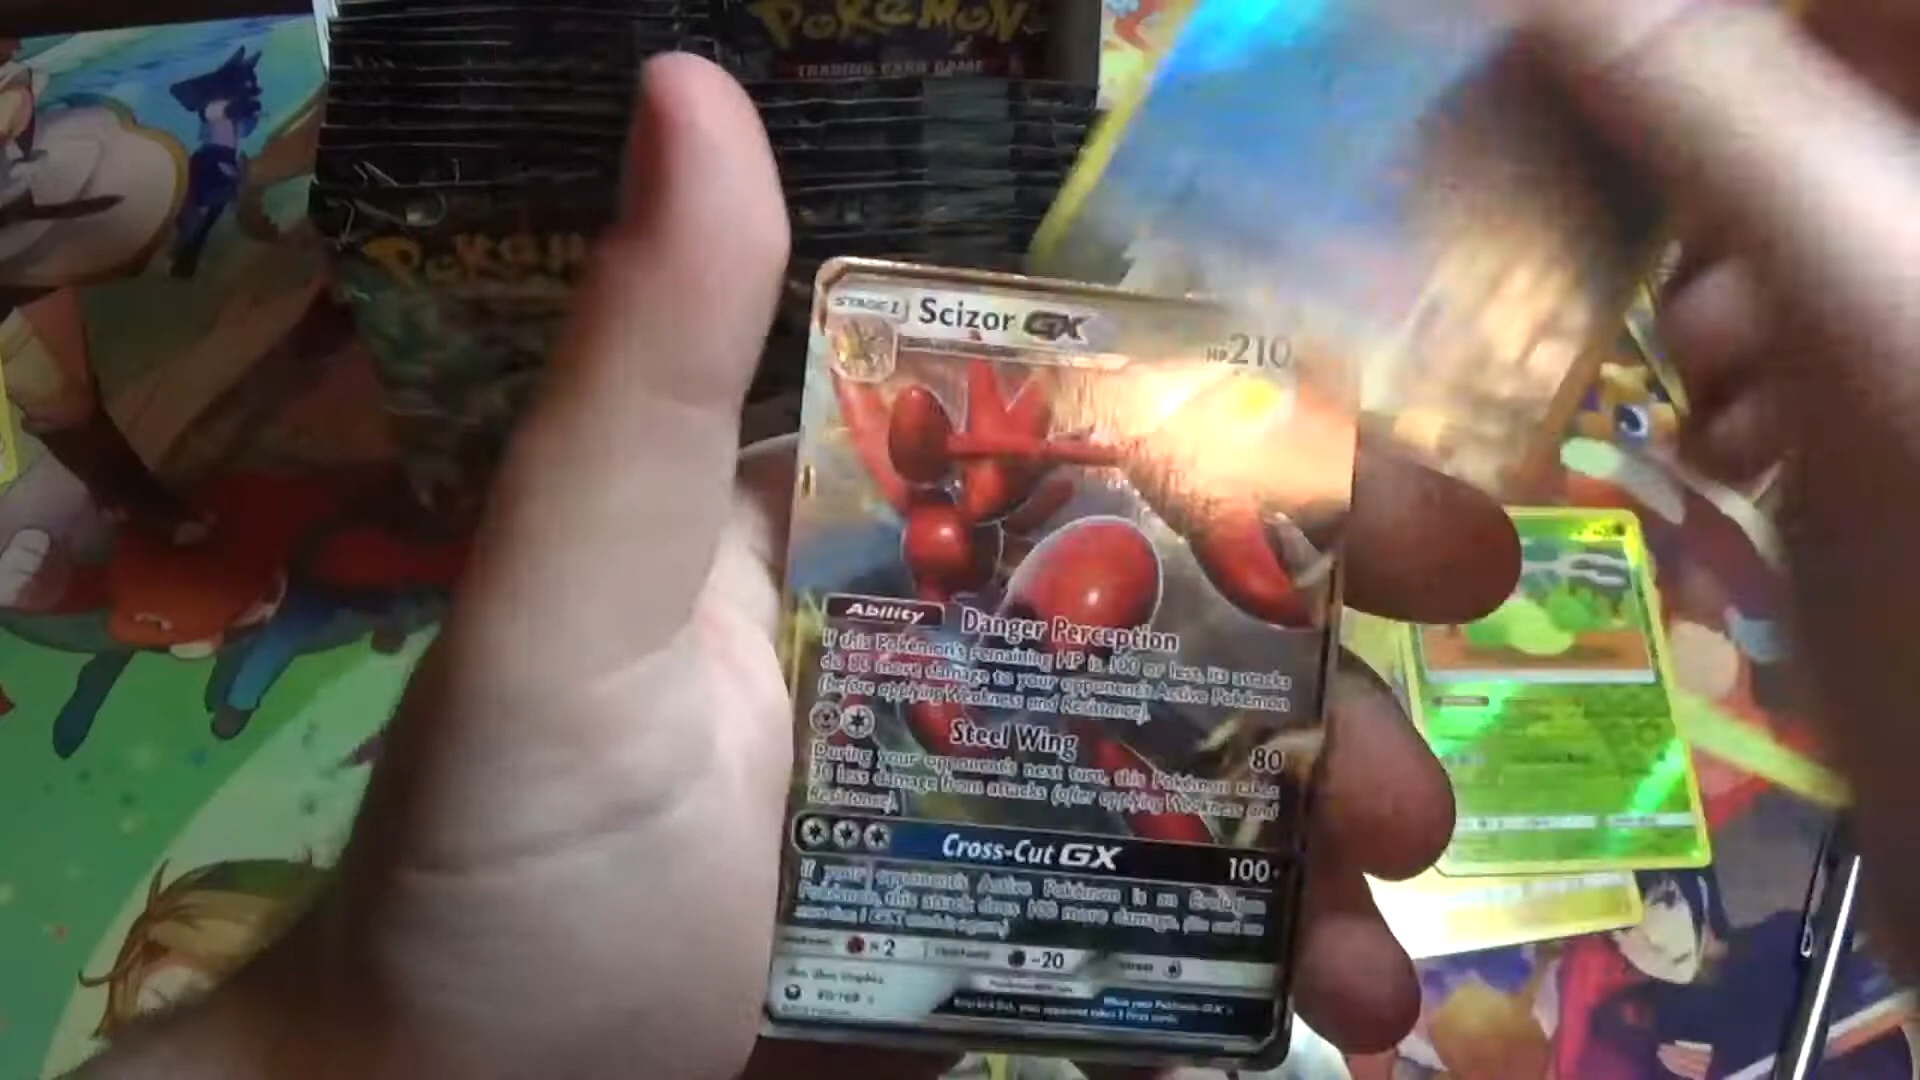 POKéMON
TRADING CARD GAME
STAGE 1
Scizor GX
HP210
Ability Danger Perception
If this Pokémon's remaining HP is 100 or less, its attacks
do 80 more damage to your opponent's Active Pokémon
(before applying Weakness and Resistance).
Steel Wing 80
During your opponent's next turn, this Pokémon takes
30 less damage from attacks (after applying Weakness and
Resistance).
Cross-Cut GX 100+
If your opponent's Active Pokémon is an Evolution
Pokémon, this attack does 100 more damage.
×2
-20
90/168